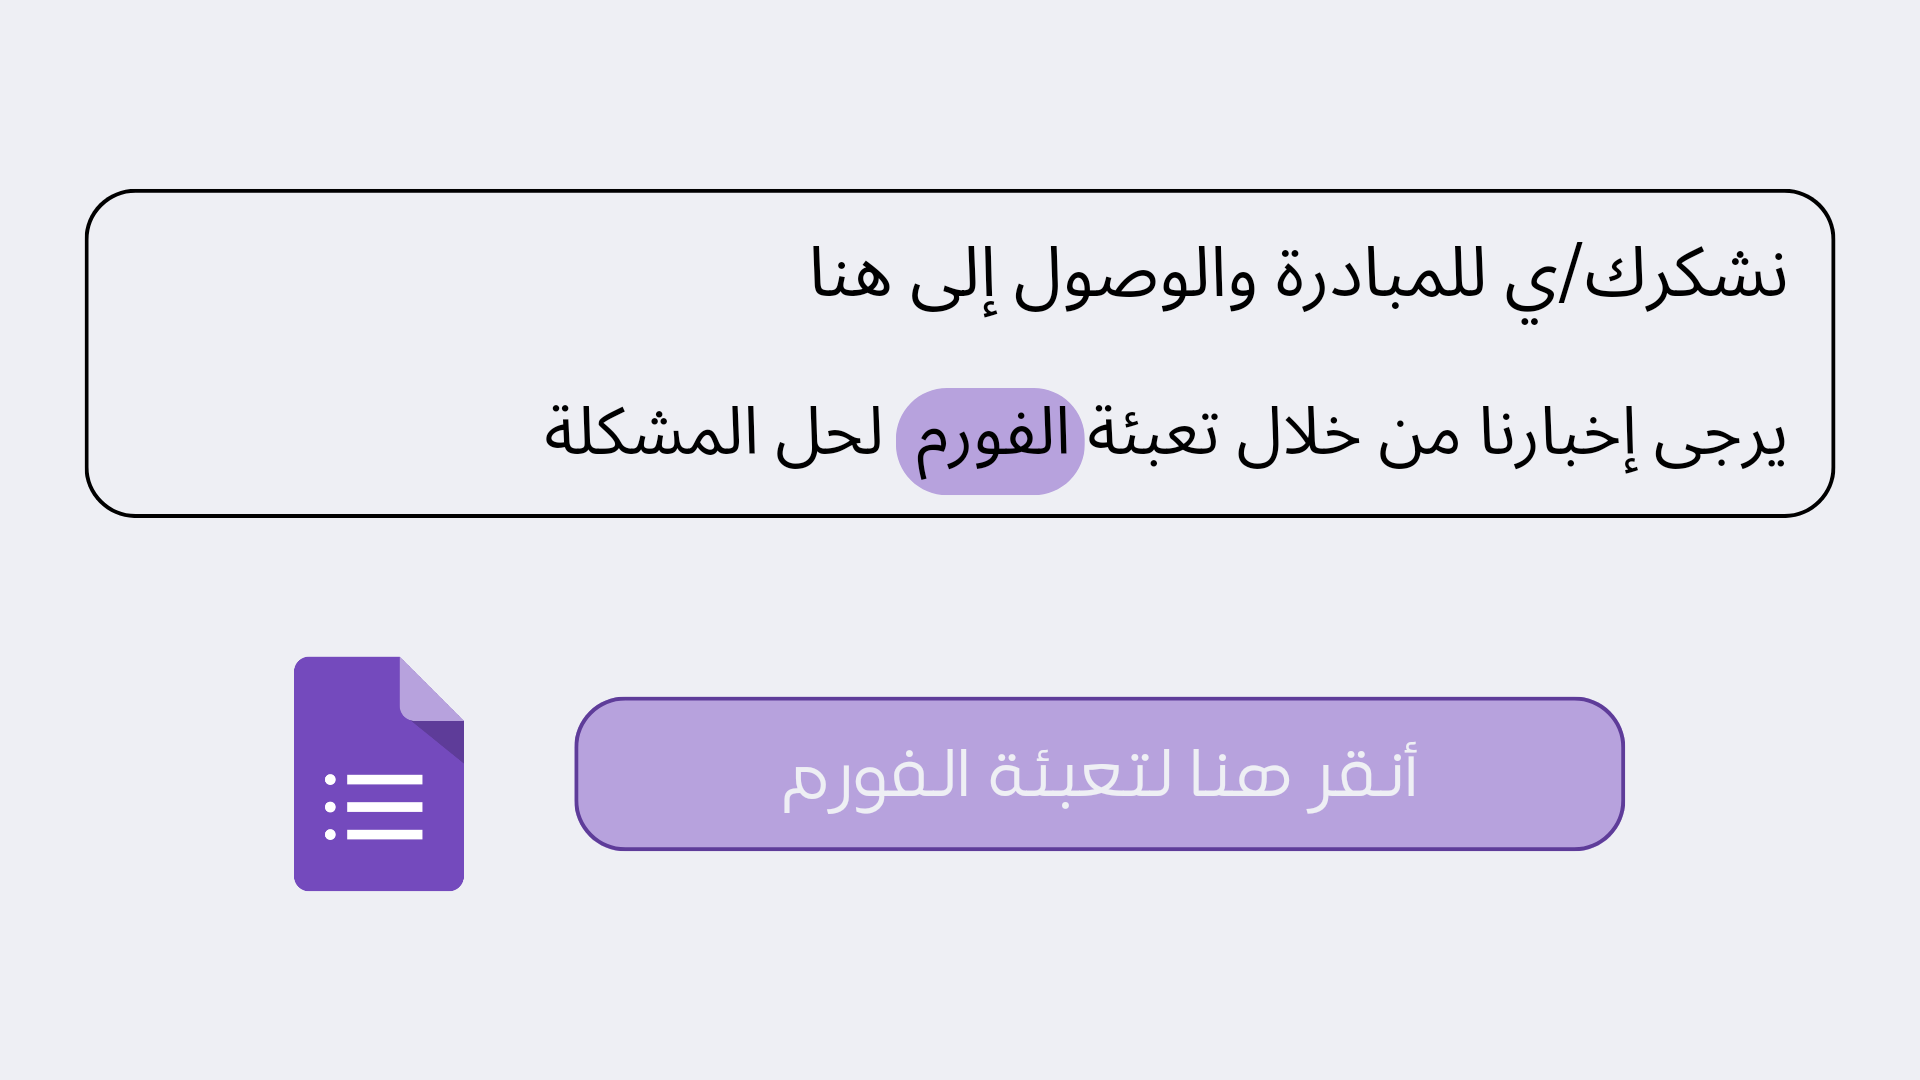 نشكرك/ي للمبادرة والوصول إلى هنا
يرجى إخبارنا من خلال تعبئة الفورم لحل المشكلة
أنقر هنا لتعبئة الفورم